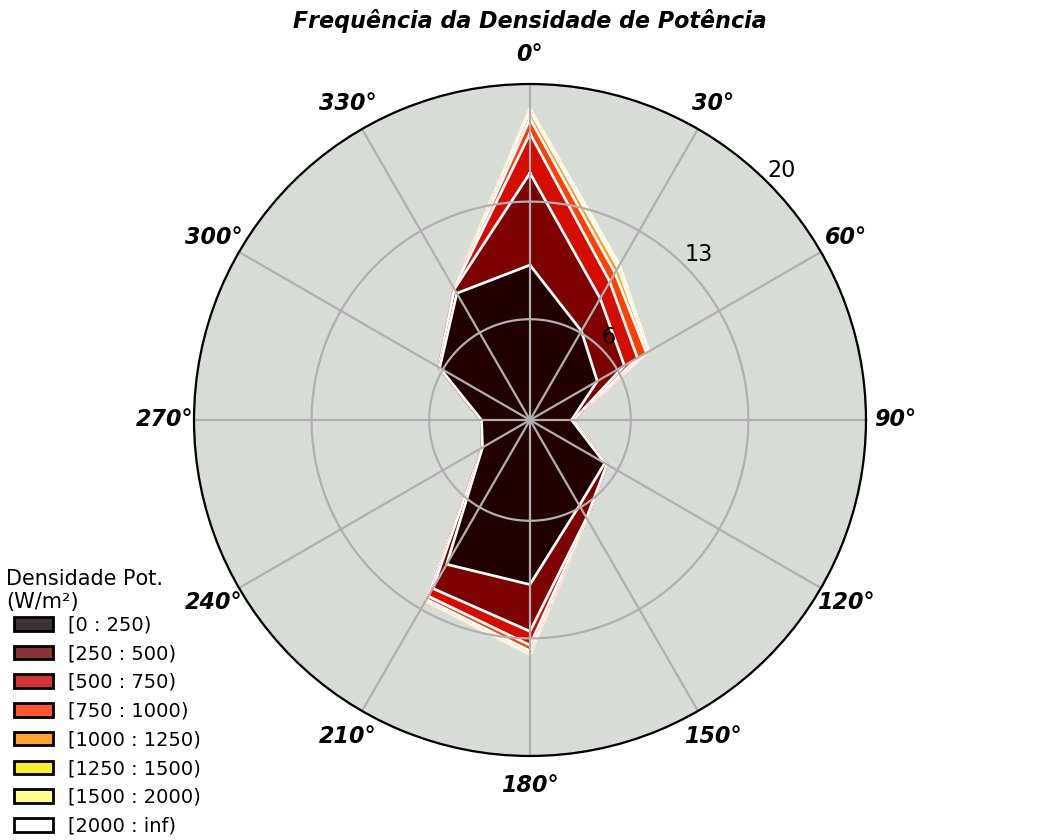 Frequência da Densidade de Potência
0°
330°
30°
20
300°
60°
13
6
270°
90°
240°
120°
210°
150°
180°
Densidade Pot.
(W/m²)
[0 : 250)
[250 : 500)
[500 : 750)
[750 : 1000)
[1000 : 1250)
[1250 : 1500)
[1500 : 2000)
[2000 : inf)